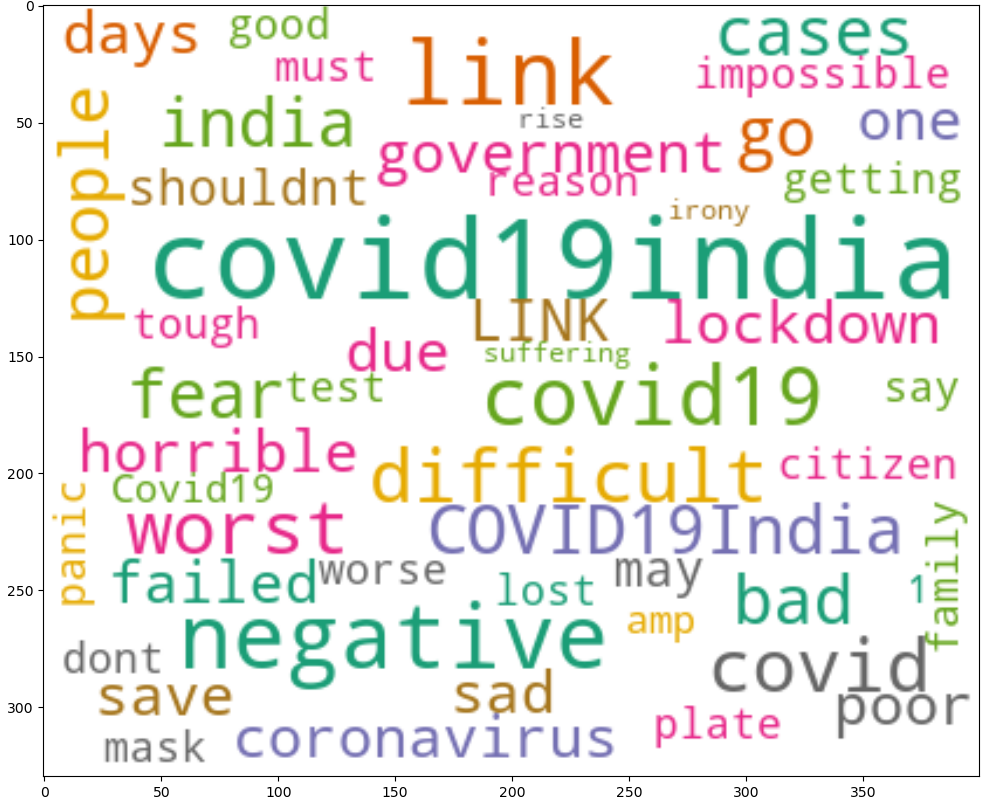 0
50
100
150
200
250
300
days good cases
must link impossible
people india rise go one
government
shouldnt reason getting
irony
covid19india
tough LINK lockdown
due suffering
fear test covid19 say
horrible difficult citizen
panic Covid19
worst COVID19India family
failed worse lost may bad 1
negative amp
dont covid
save sad poor
mask coronavirus plate
0 50 100 150 200 250 300 350